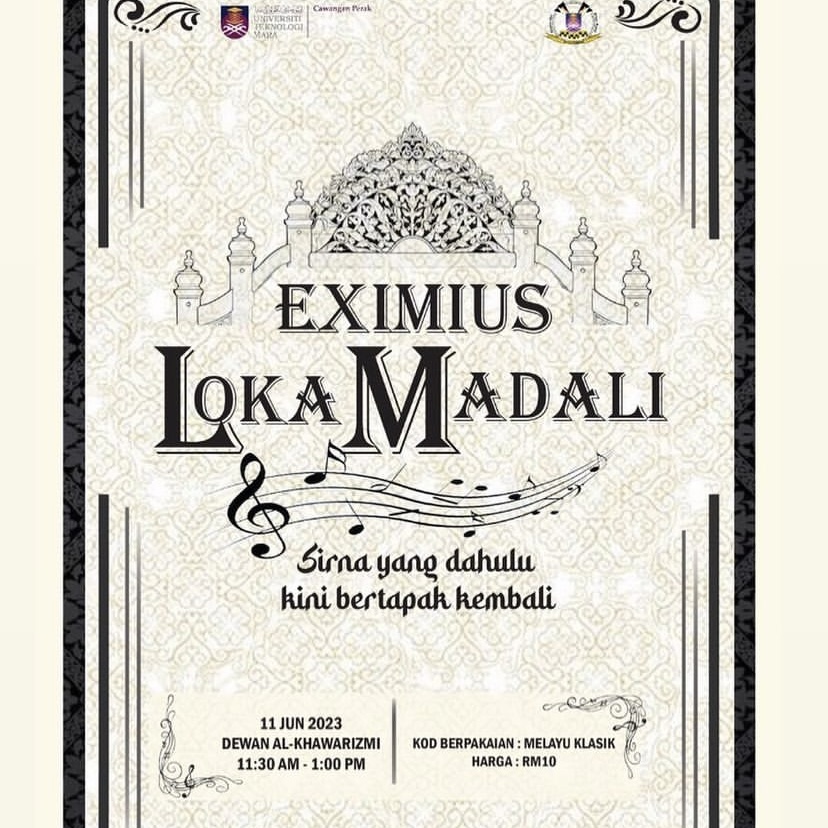 UNIVERSITI
TEKNOLOGI
MARA
Cawangan Perak
EXIMIUS
LOKA MADALI
Sirna yang dahulu
kini bertapak kembali
11 JUN 2023
DEWAN AL-KHAWARIZMI
11:30 AM - 1:00 PM
KOD BERPAKAIAN : MELAYU KLASIK
HARGA : RM10